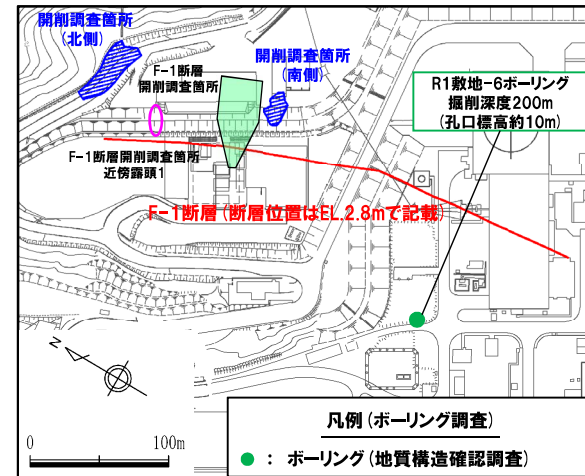 開削調査箇所
(北側)
F-1断層
開削調査箇所
開削調査箇所
(南側)
R1敷地-6ボーリング
掘削深度200m
(孔口標高約10m)
F-1断層開削調査箇所
近傍露頭1
F-1断層(断層位置はEL.2.8mで記載)
N
0 100m
凡例(ボーリング調査)
● : ボーリング(地質構造確認調査)